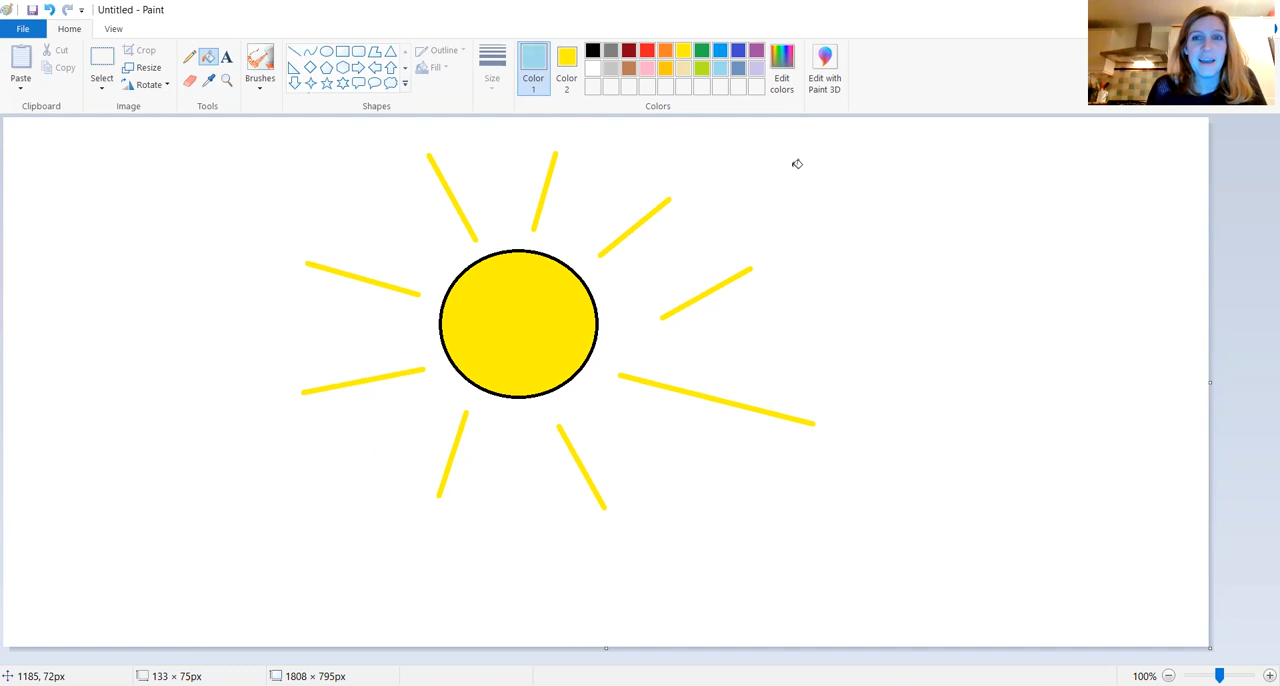 Untitled - Paint
File Home View
Paste
Cut
Copy
Clipboard
Select
Crop
Resize
Rotate
Image
A
Tools
Brushes
Outline
Fill
Shapes
Size
Color 1
Color 2
Edit colors
Colors
Edit with Paint 3D
1185, 72px 133 × 75px 1808 × 795px 100%